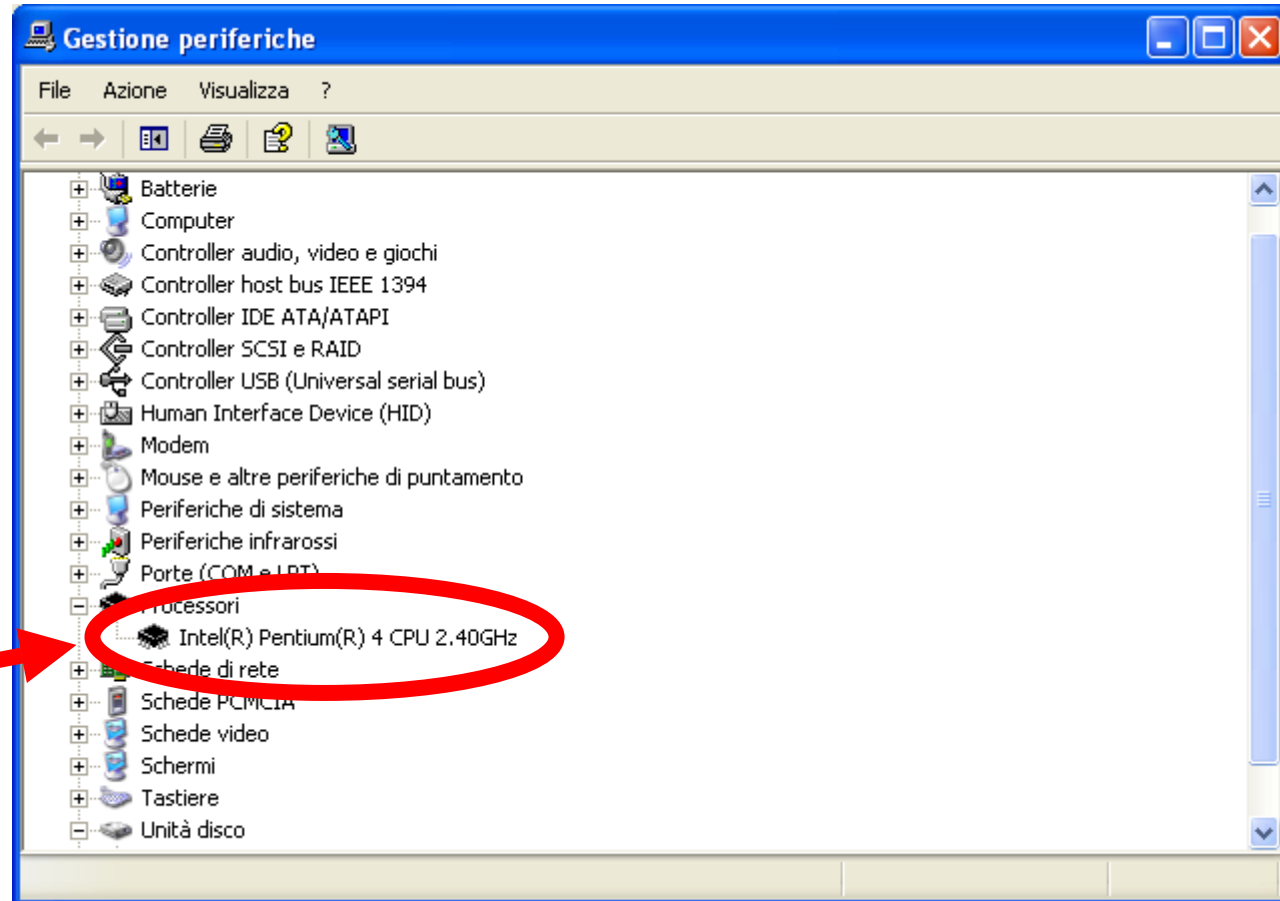 Gestione periferiche
File Azione Visualizza ?
Batterie
Computer
Controller audio, video e giochi
Controller host bus IEEE 1394
Controller IDE ATA/ATAPI
Controller SCSI e RAID
Controller USB (Universal serial bus)
Human Interface Device (HID)
Modem
Mouse e altre periferiche di puntamento
Periferiche di sistema
Periferiche infrarossi
Porte (COM e LPT)
Processori
Intel(R) Pentium(R) 4 CPU 2.40GHz
Schede di rete
Schede PCMCIA
Schede video
Schermi
Tastiere
Unità disco